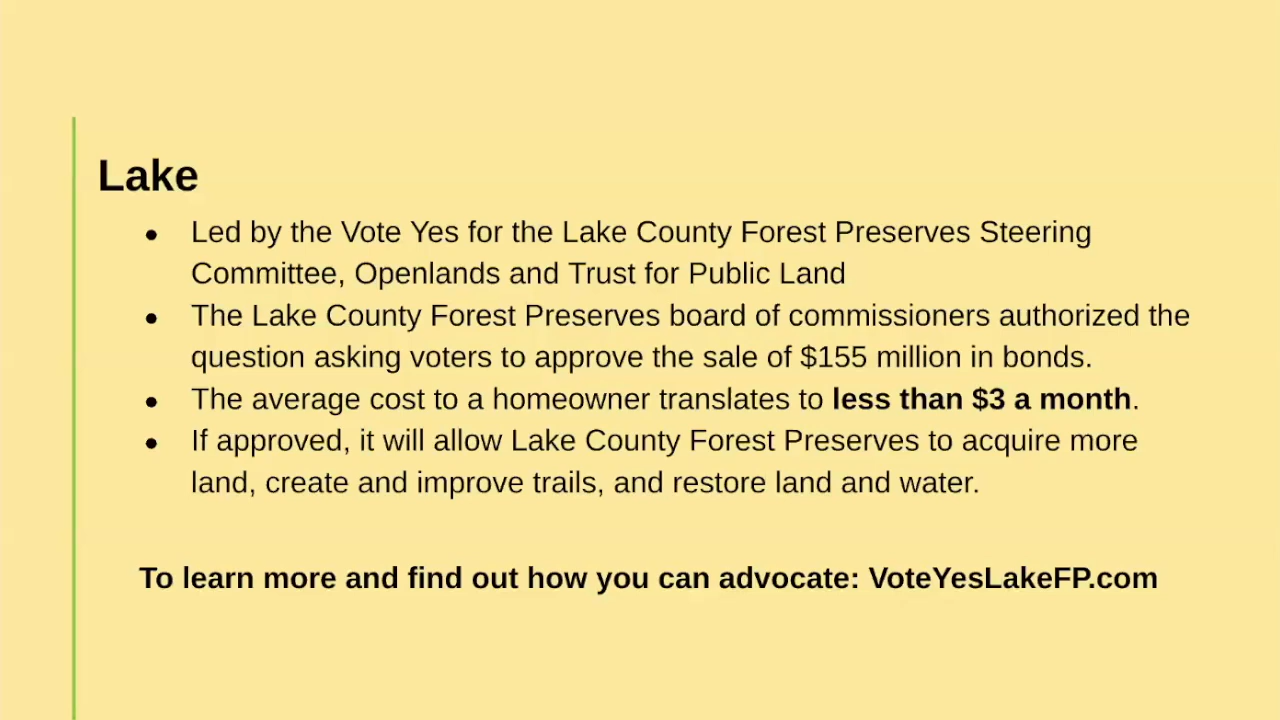 Lake
● Led by the Vote Yes for the Lake County Forest Preserves Steering
Committee, Openlands and Trust for Public Land
● The Lake County Forest Preserves board of commissioners authorized the
question asking voters to approve the sale of $155 million in bonds.
● The average cost to a homeowner translates to less than $3 a month.
● If approved, it will allow Lake County Forest Preserves to acquire more
land, create and improve trails, and restore land and water.
To learn more and find out how you can advocate: VoteYesLakeFP.com